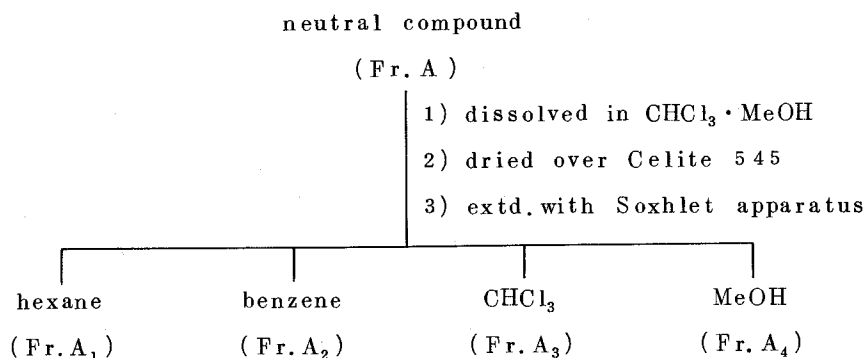 neutral compound
(Fr. A)
1) dissolved in CHCl₃・MeOH
2) dried over Celite 545
3) extd. with Soxhlet apparatus
hexane benzene CHCl₃ MeOH
(Fr. A₁) (Fr. A₂) (Fr. A₃) (Fr. A₄)